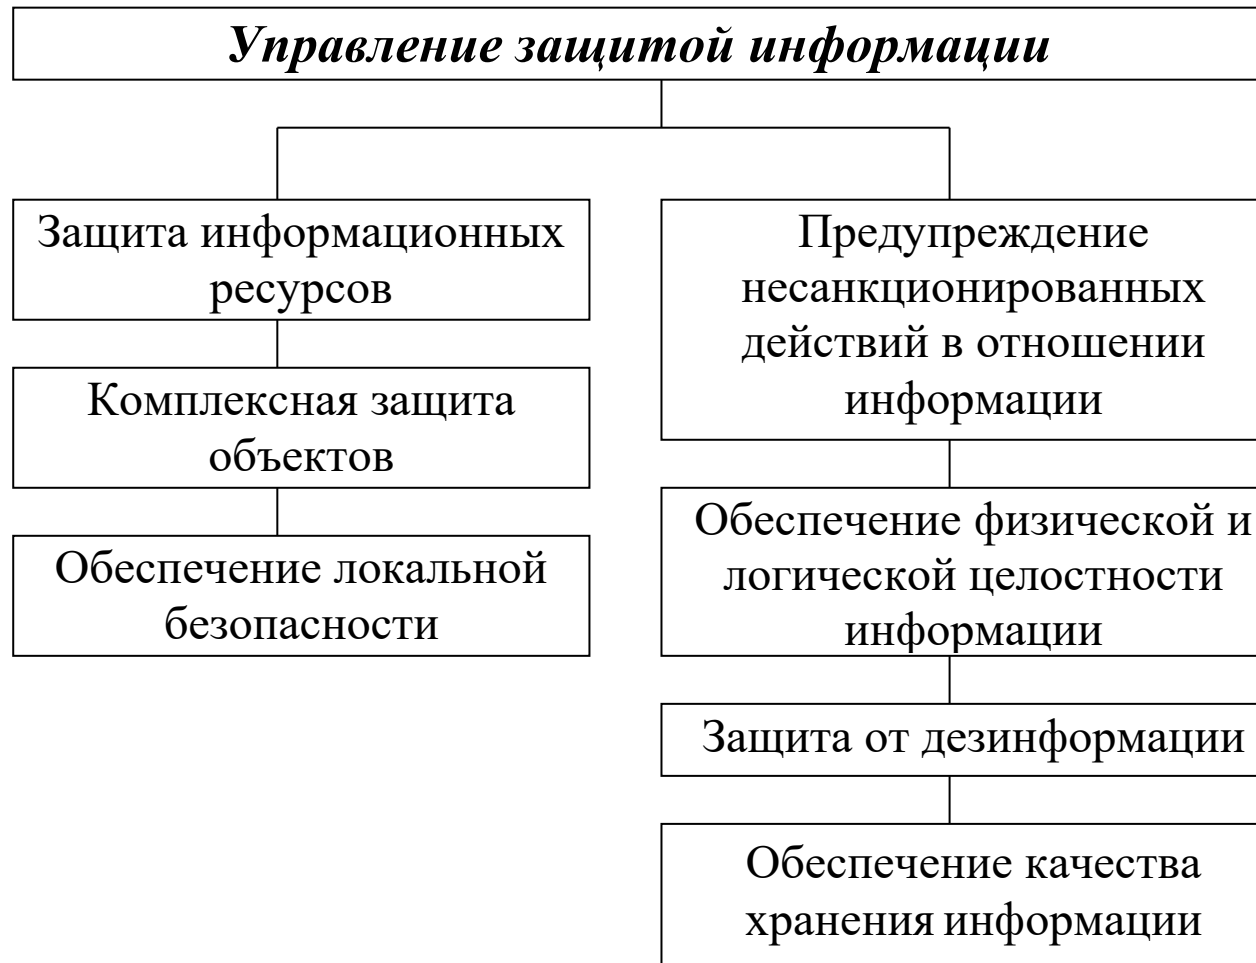 Управление защитой информации
Защита информационных
ресурсов
Комплексная защита
объектов
Обеспечение локальной
безопасности
Предупреждение
несанкционированных
действий в отношении
информации
Обеспечение физической и
логической целостности
информации
Защита от дезинформации
Обеспечение качества
хранения информации